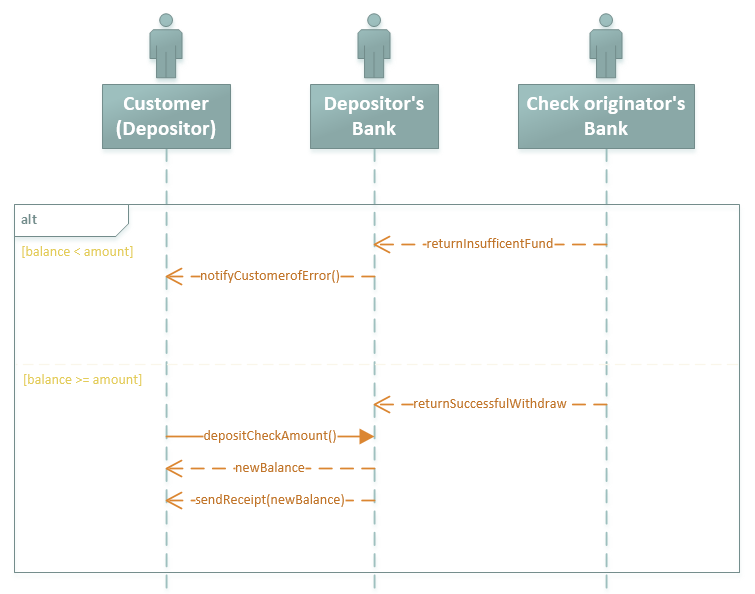 Customer
(Depositor)
Depositor's
Bank
Check originator's
Bank
alt
[balance < amount]
returnInsufficentFund
notifyCustomerofError()
[balance >= amount]
returnSuccessfulWithdraw
depositCheckAmount()
newBalance
sendReceipt(newBalance)